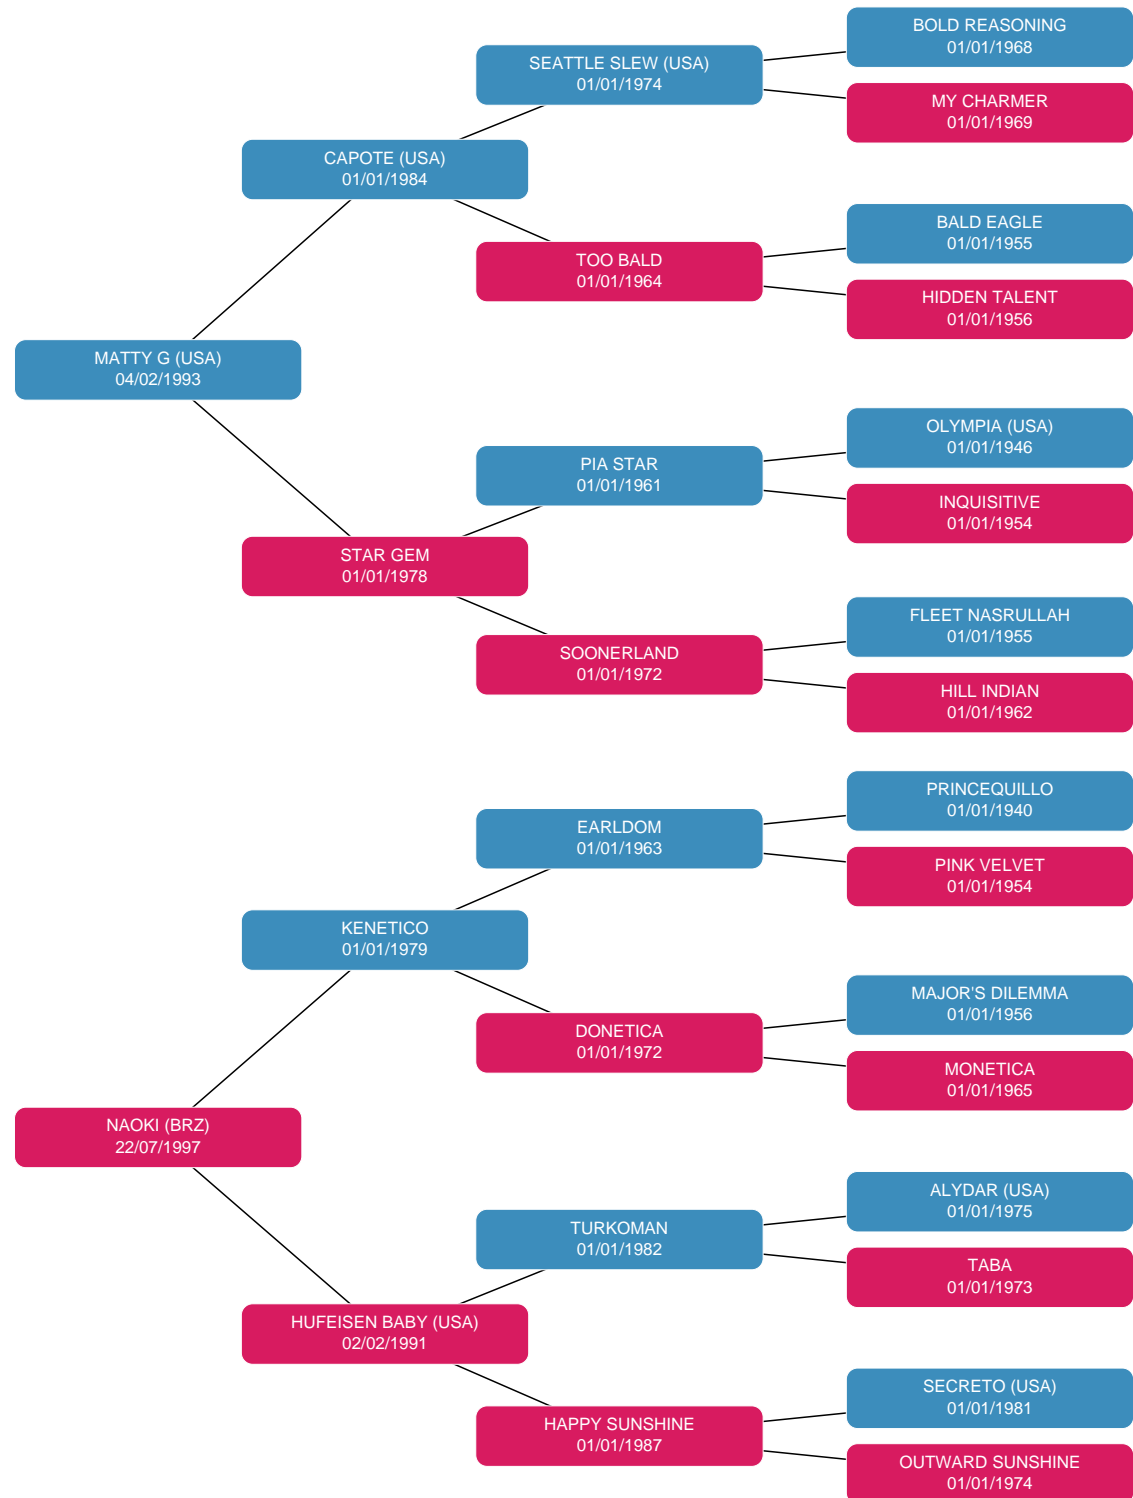 BOLD REASONING
01/01/1968
SEATTLE SLEW (USA)
01/01/1974
MY CHARMER
01/01/1969
CAPOTE (USA)
01/01/1984
BALD EAGLE
01/01/1955
TOO BALD
01/01/1964
HIDDEN TALENT
01/01/1956
MATTY G (USA)
04/02/1993
OLYMPIA (USA)
01/01/1946
PIA STAR
01/01/1961
INQUISITIVE
01/01/1954
STAR GEM
01/01/1978
FLEET NASRULLAH
01/01/1955
SOONERLAND
01/01/1972
HILL INDIAN
01/01/1962
PRINCEQUILLO
01/01/1940
EARLDOM
01/01/1963
PINK VELVET
01/01/1954
KENETICO
01/01/1979
MAJOR'S DILEMMA
01/01/1956
DONETICA
01/01/1972
MONETICA
01/01/1965
NAOKI (BRZ)
22/07/1997
ALYDAR (USA)
01/01/1975
TURKOMAN
01/01/1982
TABA
01/01/1973
HUFEISEN BABY (USA)
02/02/1991
SECRETO (USA)
01/01/1981
HAPPY SUNSHINE
01/01/1987
OUTWARD SUNSHINE
01/01/1974